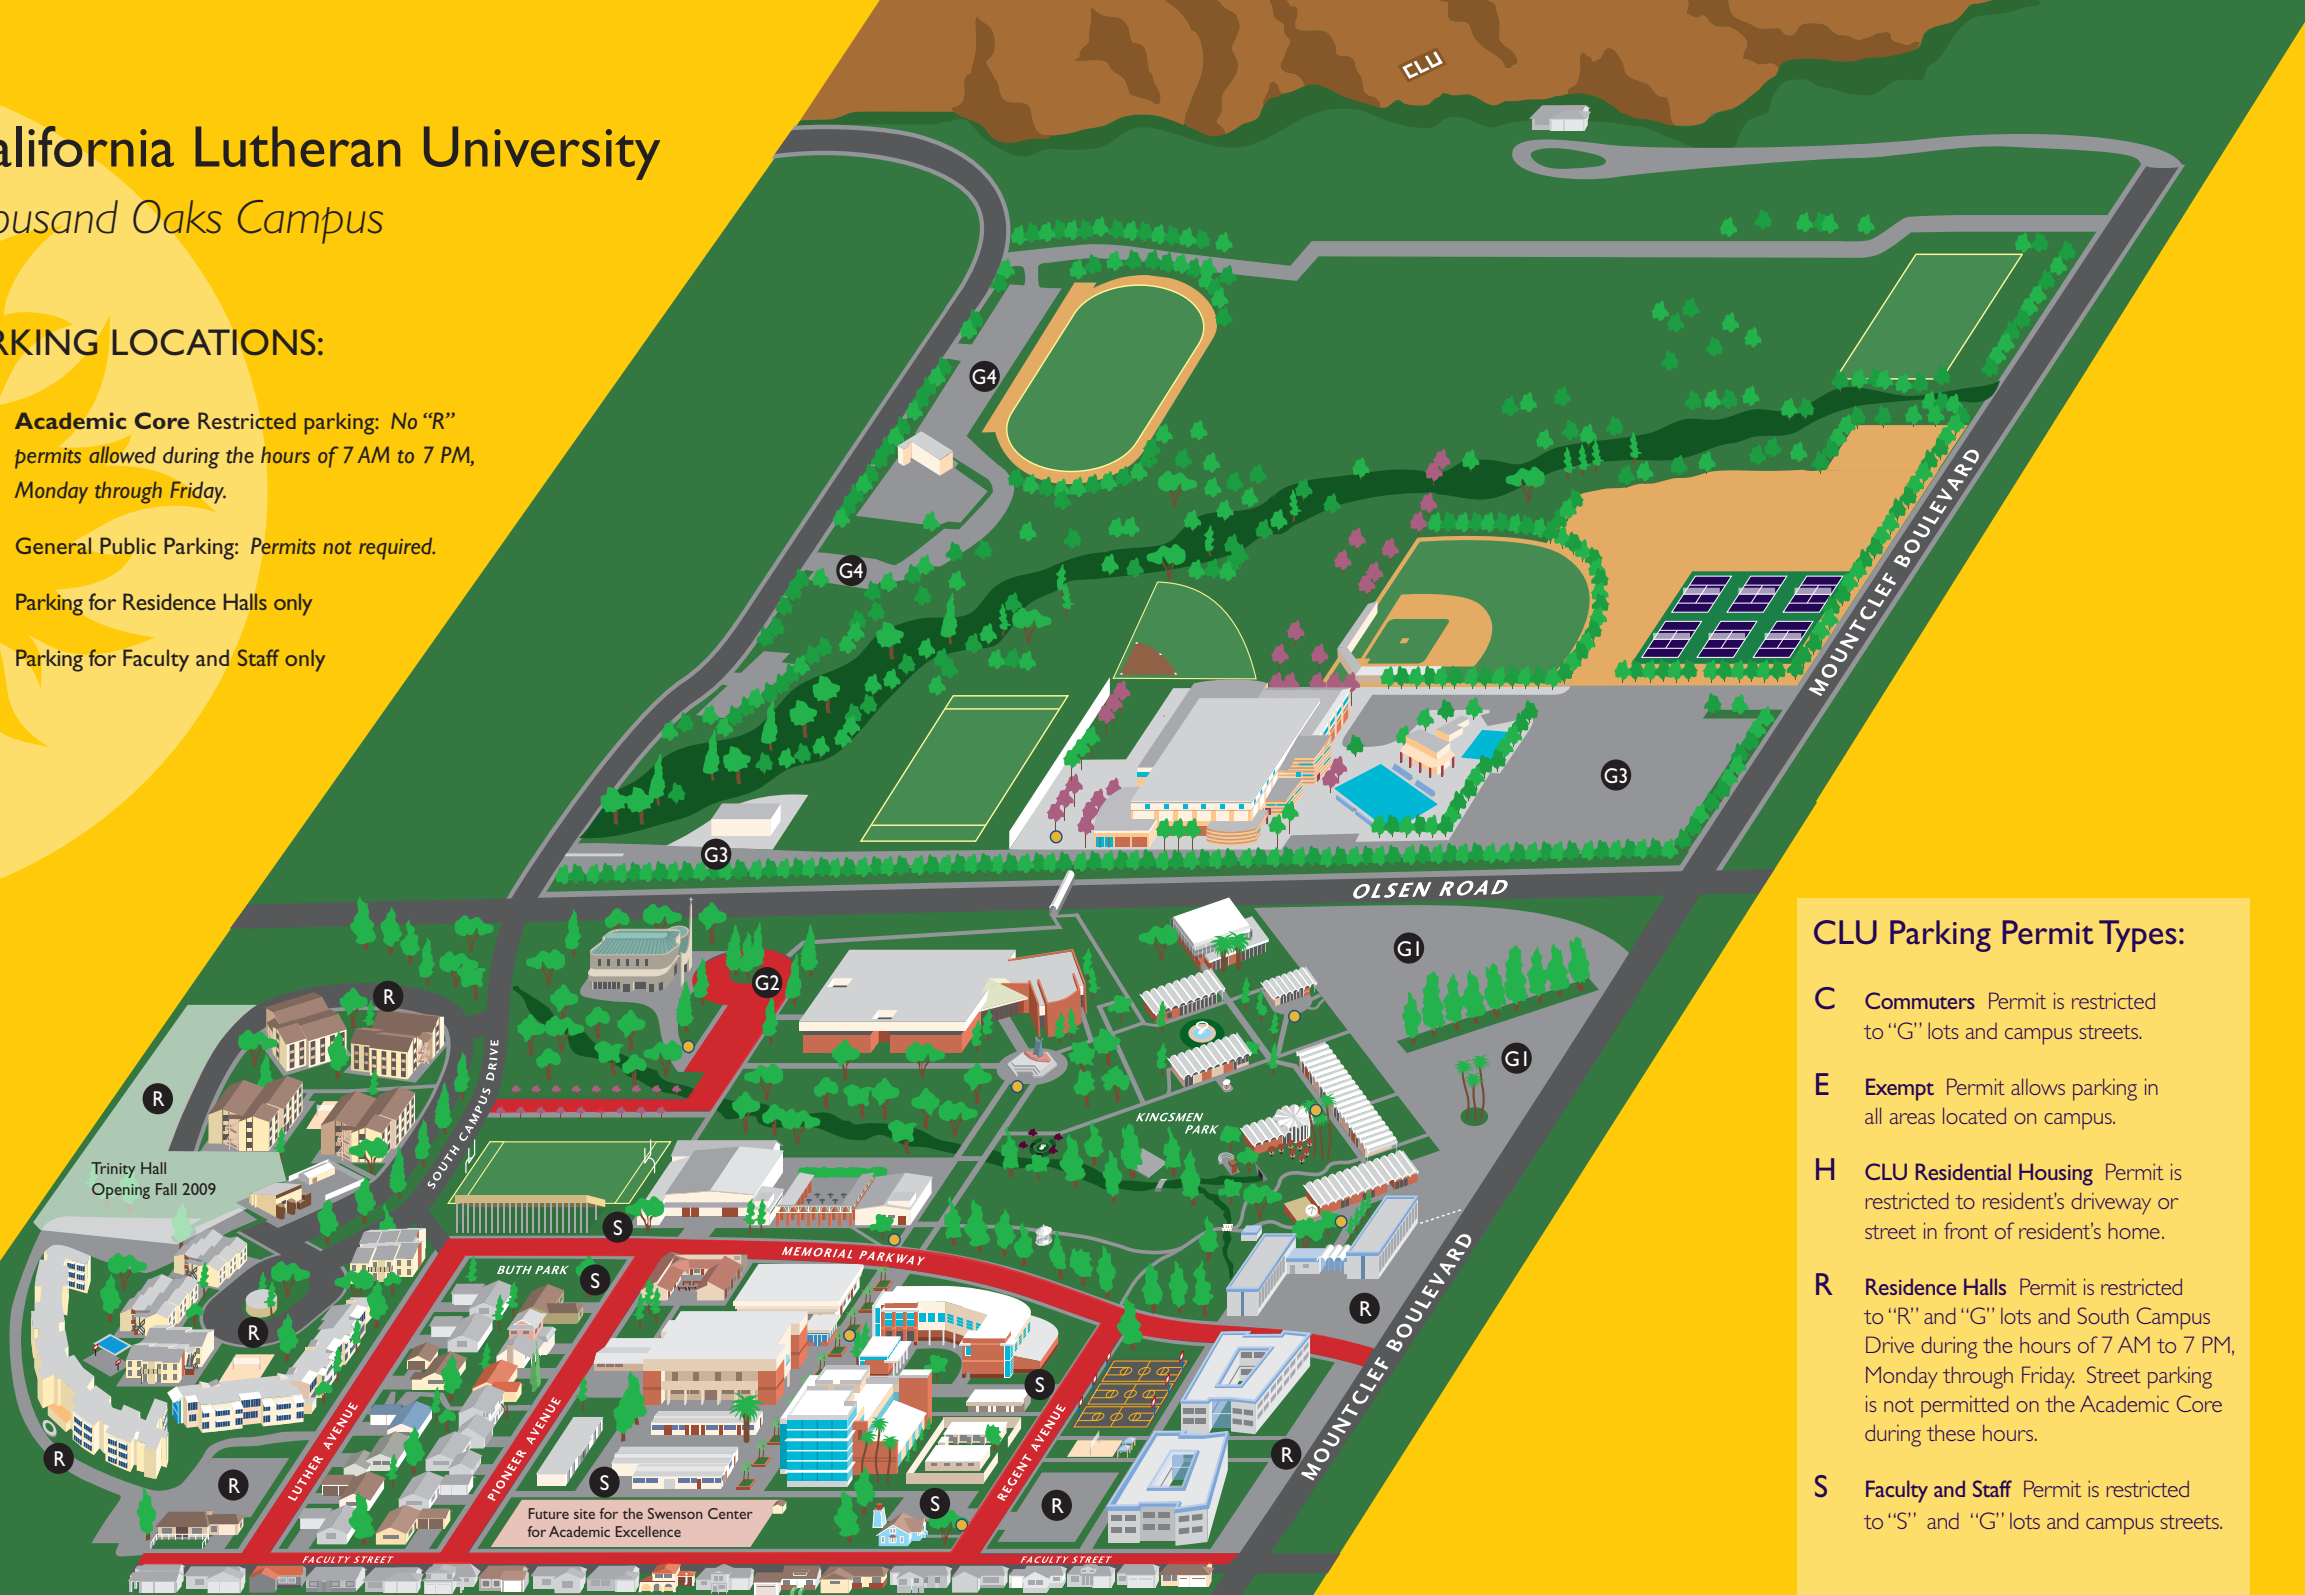 CLU
alifornia Lutheran University
ousand Oaks Campus
RKING LOCATIONS:
Academic Core Restricted parking: No “R”
permits allowed during the hours of 7 AM to 7 PM,
Monday through Friday.
General Public Parking: Permits not required.
Parking for Residence Halls only
Parking for Faculty and Staff only
G4
G4
MOUNTCLEF BOULEVARD
G3
G3
OLSEN ROAD
G1
G2
R
G1
R
SOUTH CAMPUS DRIVE
KINGSMEN
PARK
Trinity Hall
Opening Fall 2009
S
MEMORIAL PARKWAY
BUTH PARK
S
R
R
MOUNTCLEF BOULEVARD
S
LUTHER AVENUE
PIONEER AVENUE
REGENT AVENUE
R
R
R
S
S
R
Future site for the Swenson Center
for Academic Excellence
FACULTY STREET
FACULTY STREET
CLU Parking Permit Types:
C Commuters Permit is restricted
to “G” lots and campus streets.
E Exempt Permit allows parking in
all areas located on campus.
H CLU Residential Housing Permit is
restricted to resident’s driveway or
street in front of resident’s home.
R Residence Halls Permit is restricted
to “R” and “G” lots and South Campus
Drive during the hours of 7 AM to 7 PM,
Monday through Friday. Street parking
is not permitted on the Academic Core
during these hours.
S Faculty and Staff Permit is restricted
to “S” and “G” lots and campus streets.